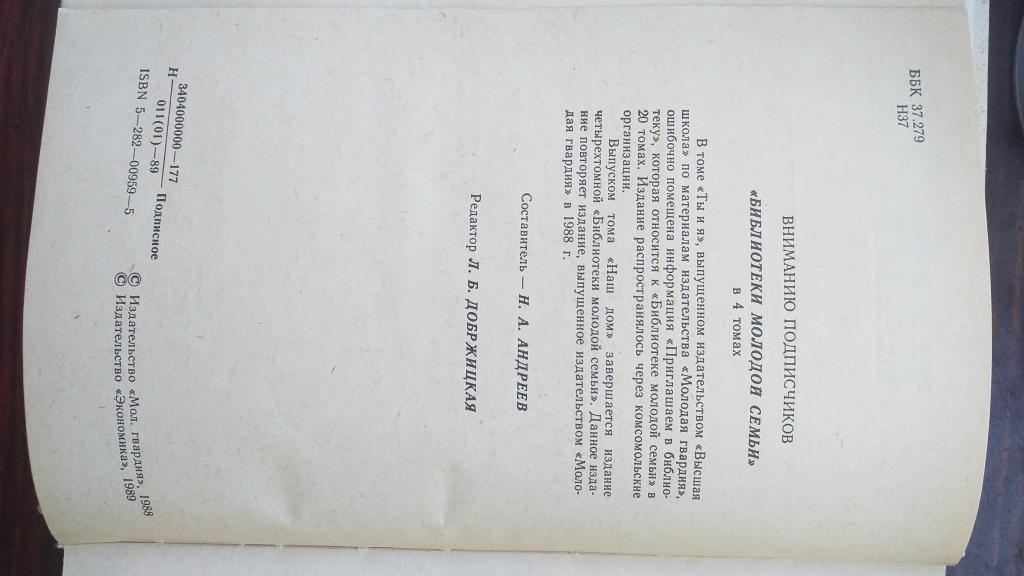 ББК 37.279
Н37
ВНИМАНИЮ ПОДПИСЧИКОВ
«БИБЛИОТЕКИ МОЛОДОЙ СЕМЬИ»
в 4 томах
В томе «Ты и я», выпущенном издательством «Высшая
школа» по материалам издательства «Молодая гвардия»,
ошибочно помещена информация «Приглашаем в библио-
теку», которая относится к «Библиотеке молодой семьи» в
20 томах. Издание распространялось через комсомольские
организации.
Выпуском тома «Наш дом» завершается издание
четырехтомной «Библиотеки молодой семьи». Данное изда-
ние повторяет издание, выпущенное издательством «Моло-
дая гвардия» в 1988 г.
Составитель — Н. А. АНДРЕЕВ
Редактор Л. Б. ДОБРЖИЦКАЯ
Н 3404000000—177
011(01)—89 Подписное
ISBN 5—282—00959—5
© Издательство «Мол. гвардия», 1988
© Издательство «Экономика», 1989